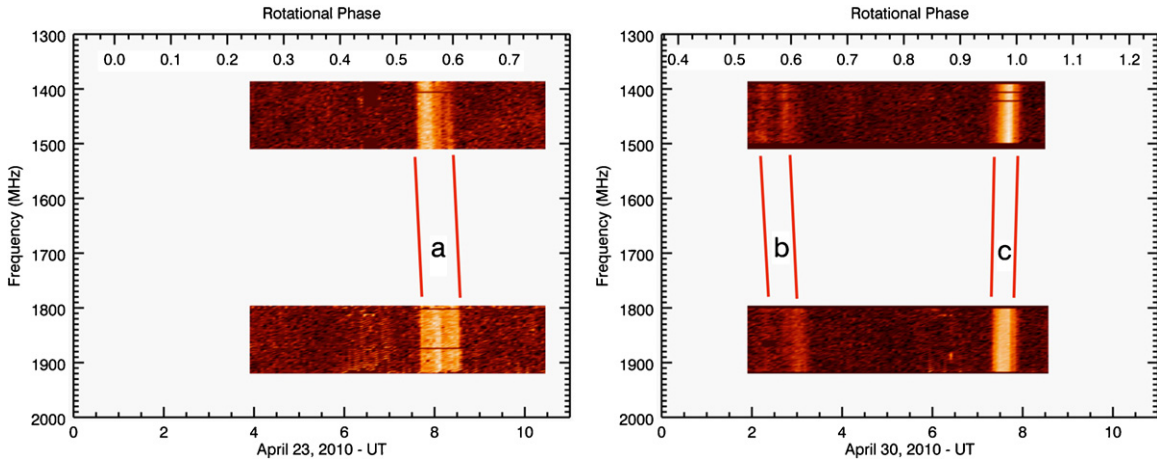 Rotational Phase
0.0 0.1 0.2 0.3 0.4 0.5 0.6 0.7
1300
1400
1500
1600
1700
1800
1900
2000
Frequency (MHz)
a
0 2 4 6 8 10
April 23, 2010 - UT
Rotational Phase
0.4 0.5 0.6 0.7 0.8 0.9 1.0 1.1 1.2
1300
1400
1500
1600
1700
1800
1900
2000
Frequency (MHz)
b
c
0 2 4 6 8 10
April 30, 2010 - UT